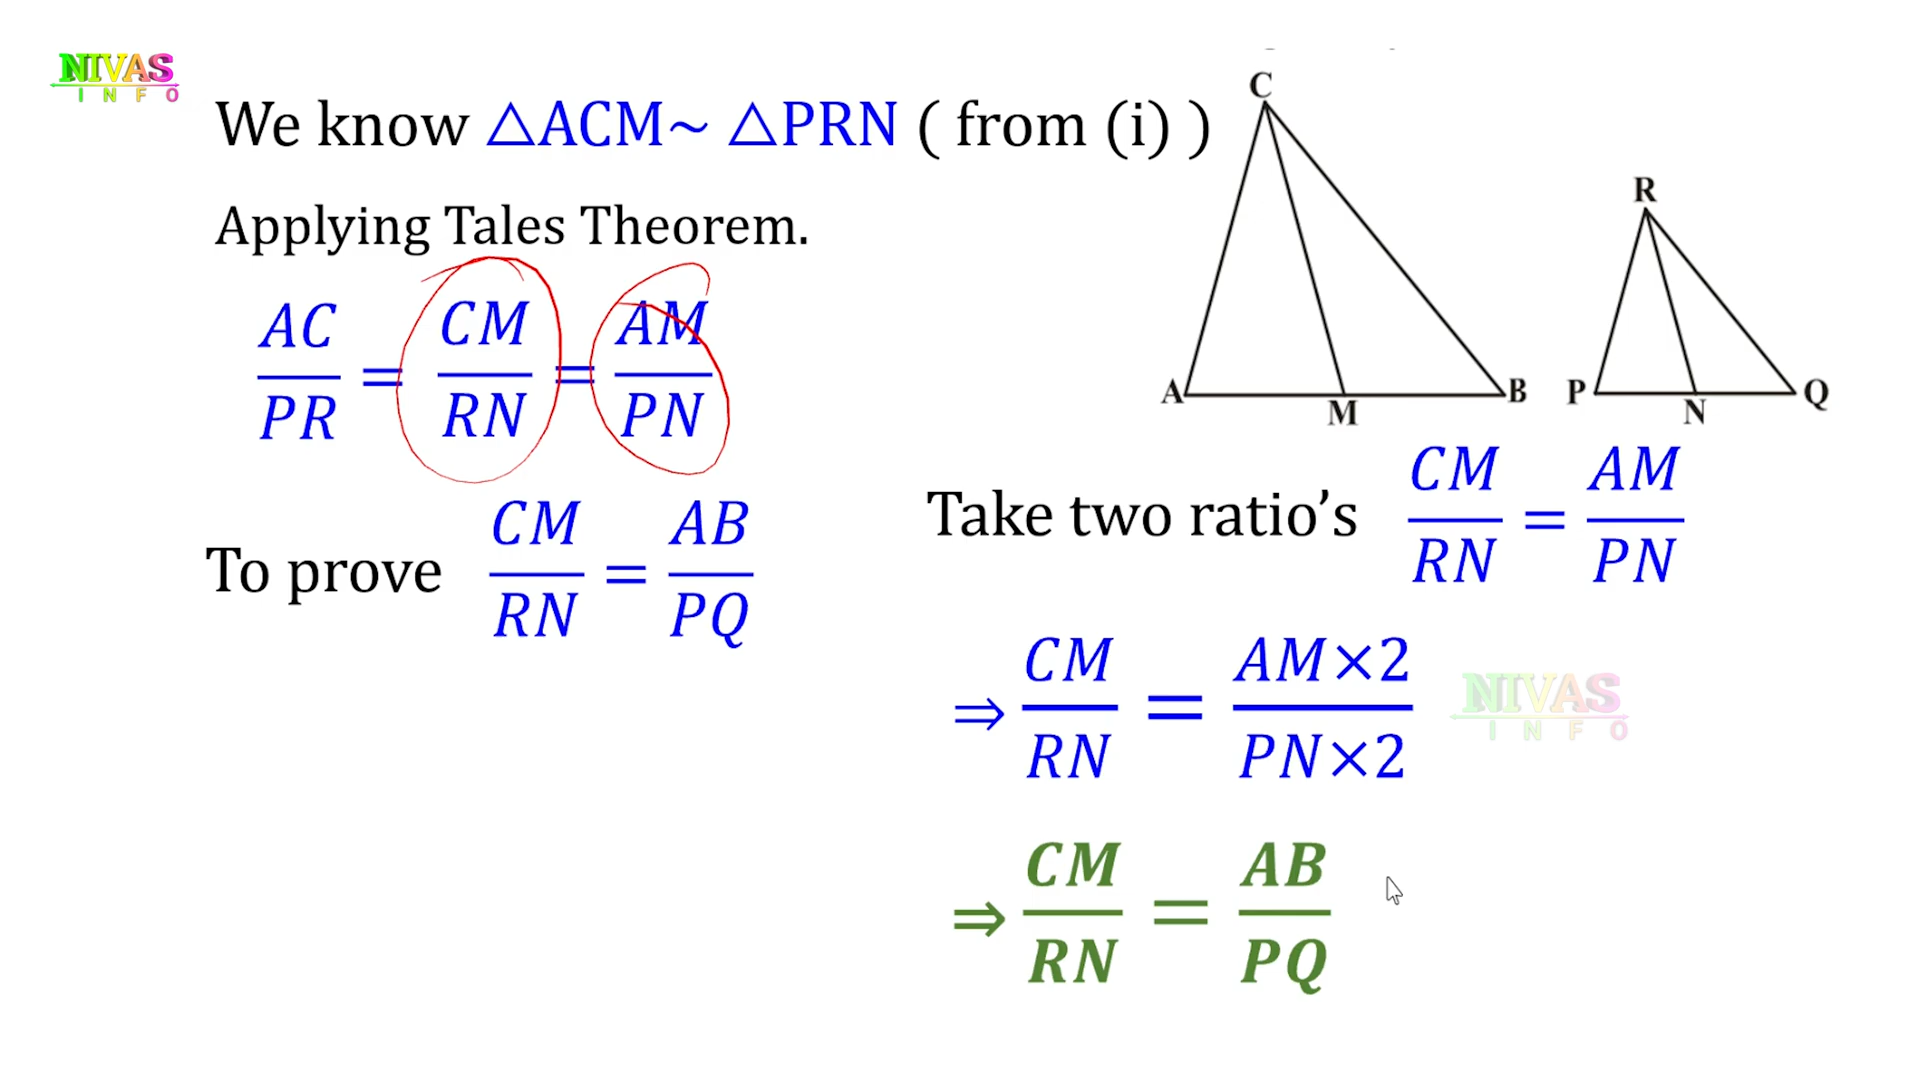 NIVAS
INFO
We know △ACM~ △PRN ( from (i) )
Applying Tales Theorem.
AC/PR = CM/RN = AM/PN
To prove CM/RN = AB/PQ
C
A
M
B
R
P
N
Q
Take two ratio’s CM/RN = AM/PN
⇒ CM/RN = AM×2/PN×2
NIVAS
INFO
⇒ CM/RN = AB/PQ